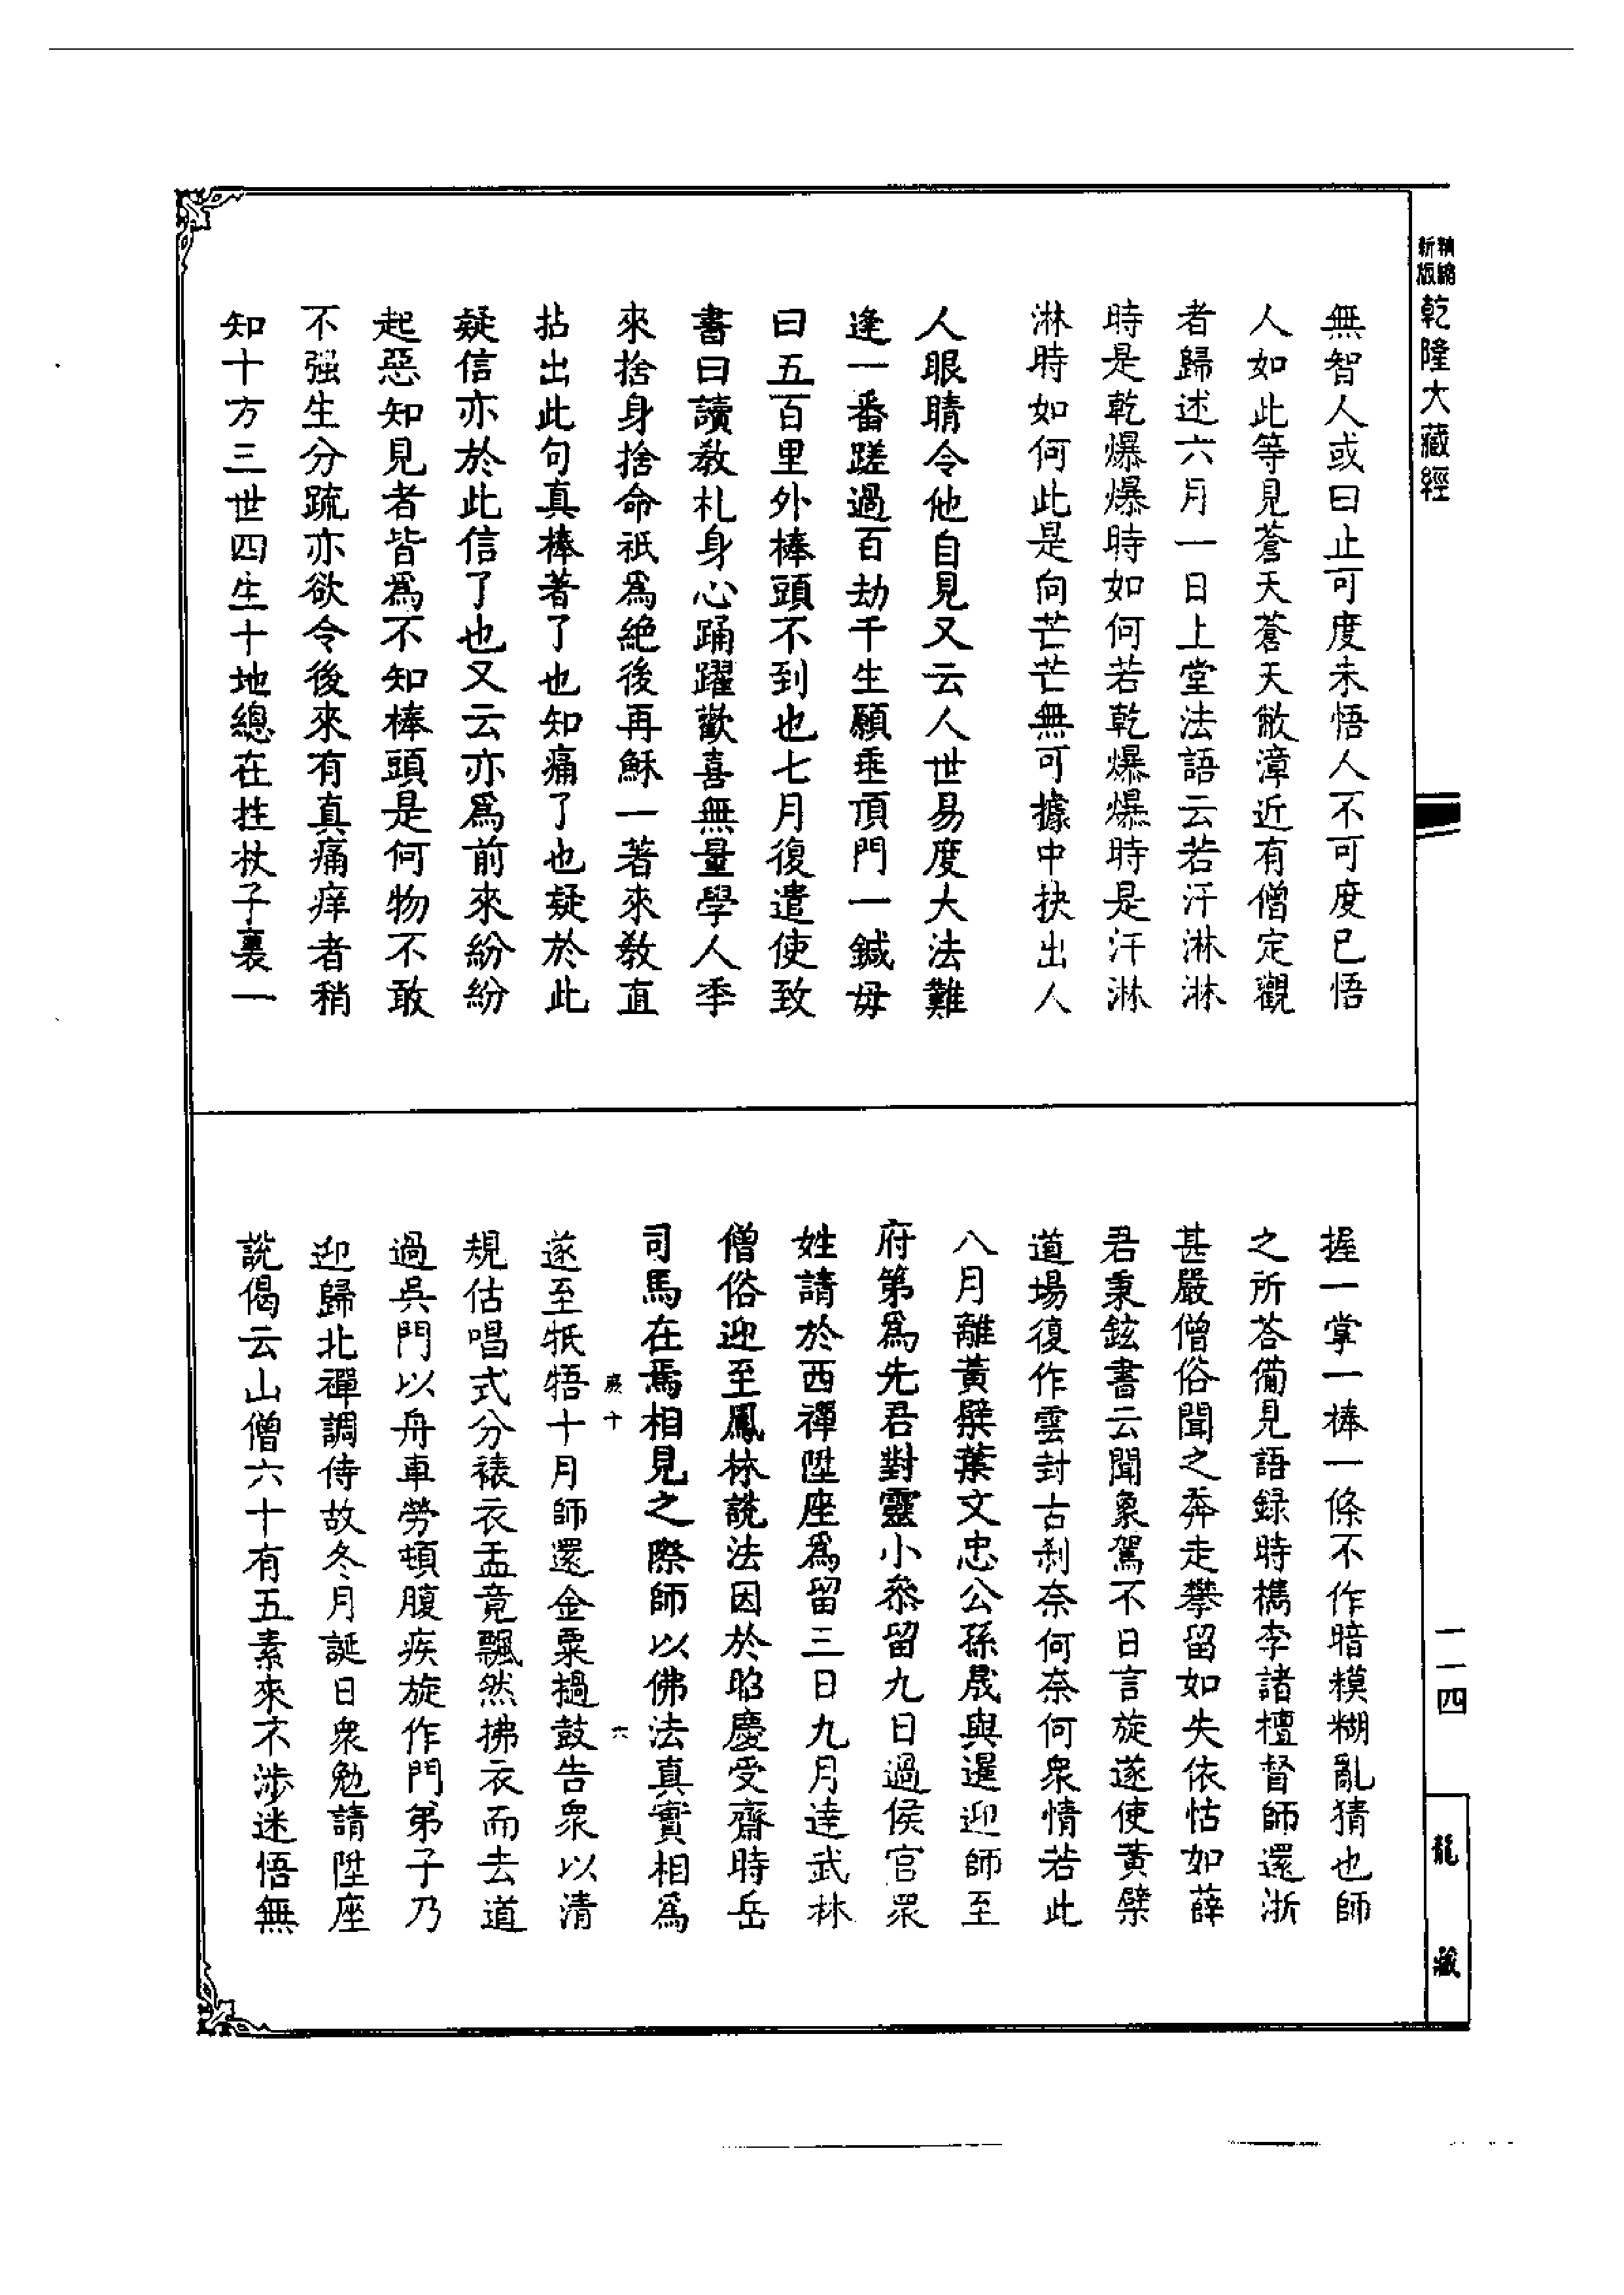 精縮
新版
乾隆大藏經
無智人或曰止可度未悟人不可度已悟
人如此等見蒼天蒼天敝漳近有僧定觀
者歸述六月一日上堂法語云若汗淋淋
時是乾爆爆時如何若乾爆爆時是汗淋
淋時如何此是向芒芒無可據中抉出人
人眼睛令他自見又云人世易度大法難
逢一番蹉過百劫千生願垂頂門一鍼毋
曰五百里外棒頭不到也七月復遣使致
書曰讀教札身心踊躍歡喜無量學人季
來捨身捨命祇為絕後再穌一著來教直
拈出此句真棒著了也知痛了也疑於此
疑信亦於此信了也又云亦為前來紛紛
起惡知見者皆為不知棒頭是何物不敢
不强生分疏亦欲令後來有真痛痒者稍
知十方三世四生十地總在拄杖子裏一
握一掌一棒一條不作暗模糊亂猜也師
之所答備見語録時檇李諸檀督師還浙
甚嚴僧俗聞之奔走攀留如失依怙如薛
君秉鉉書云聞象駕不日言旋遂使黃檗
道場復作雲封古剎奈何奈何眾情若此
八月離黃檗葉文忠公孫晟與暹迎師至
府第為先君對靈小叅留九日過侯官眾
姓請於西禪陞座為留三日九月達武林
僧俗迎至鳳林說法因於昭慶受齋時岳
司馬在焉相見之際師以佛法真實相為
遂至牴牾十月師還金粟撾鼓告眾以清
規估唱式分裱衣盂竟飄然拂衣而去道
過吳門以舟車勞頓腹疾旋作門弟子乃
迎歸北禪調侍故冬月誕日眾勉請陞座
說偈云山僧六十有五素來不涉迷悟無
六
一一四
龍藏